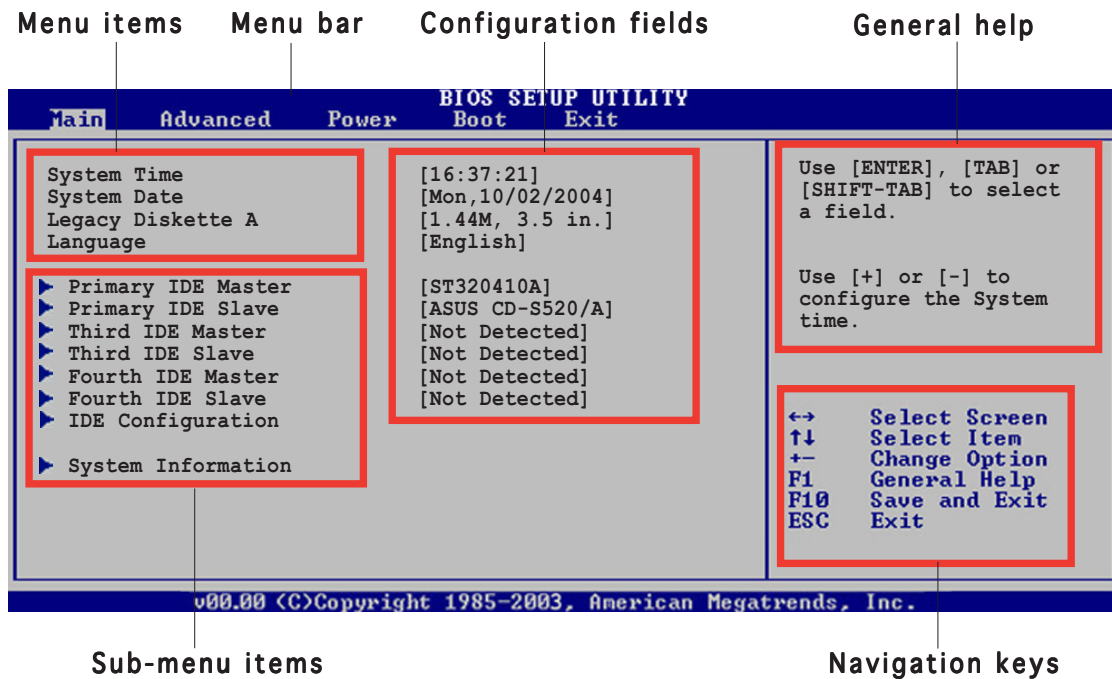 Menu items Menu bar Configuration fields General help
BIOS SETUP UTILITY
Main Advanced Power Boot Exit
System Time [16:37:21]
System Date [Mon,10/02/2004]
Legacy Diskette A [1.44M, 3.5 in.]
Language [English]
Primary IDE Master [ST320410A]
Primary IDE Slave [ASUS CD-S520/A]
Third IDE Master [Not Detected]
Third IDE Slave [Not Detected]
Fourth IDE Master [Not Detected]
Fourth IDE Slave [Not Detected]
IDE Configuration
System Information
Use [ENTER], [TAB] or
[SHIFT-TAB] to select
a field.
Use [+] or [-] to
configure the System
time.
←→ Select Screen
↑↓ Select Item
+- Change Option
F1 General Help
F10 Save and Exit
ESC Exit
v00.00 (C)Copyright 1985-2003, American Megatrends, Inc.
Sub-menu items Navigation keys